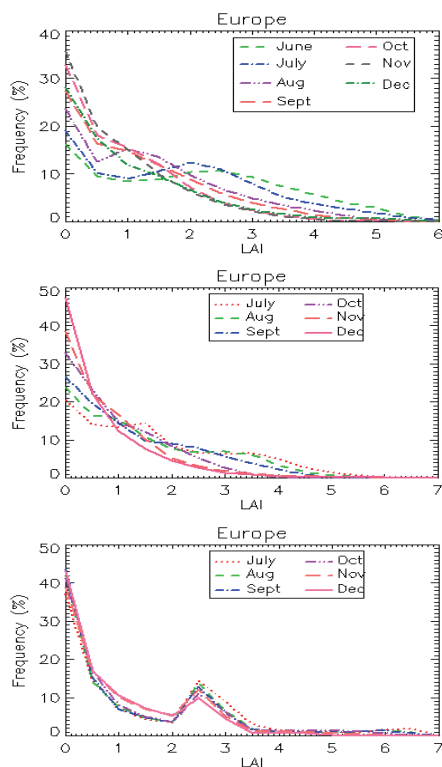 Europe
40
30
20
10
0
Frequency (%)
June
July
Aug
Sept
Oct
Nov
Dec
0 1 2 3 4 5 6
LAI
Europe
50
40
30
20
10
0
Frequency (%)
July
Aug
Sept
Oct
Nov
Dec
0 1 2 3 4 5 6 7
LAI
Europe
50
40
30
20
10
0
Frequency (%)
July
Aug
Sept
Oct
Nov
Dec
0 1 2 3 4 5 6 7
LAI